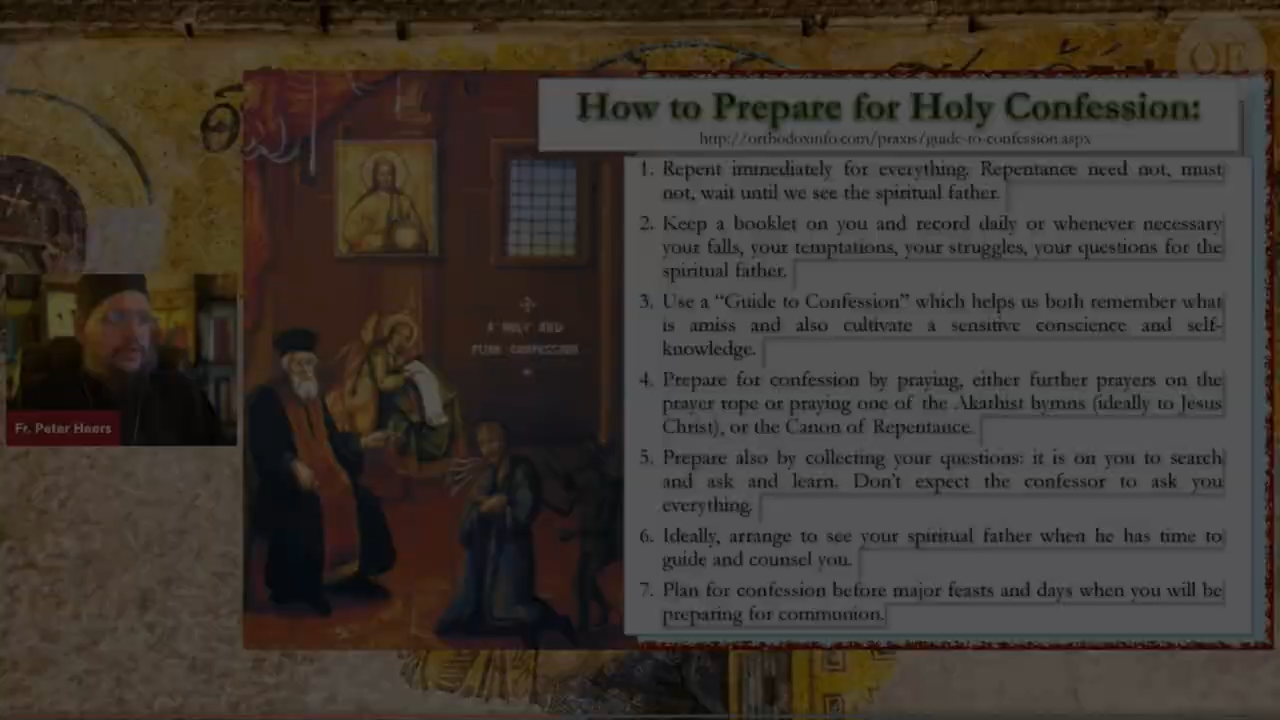 OE
How to Prepare for Holy Confession:
http://orthodoxinfo.com/praxis/guide-to-confession.aspx
1. Repent immediately for everything. Repentance need not, must
not, wait until we see the spiritual father.
2. Keep a booklet on you and record daily or whenever necessary
your falls, your temptations, your struggles, your questions for the
spiritual father.
3. Use a “Guide to Confession” which helps us both remember what
is amiss and also cultivate a sensitive conscience and self-
knowledge.
4. Prepare for confession by praying, either further prayers on the
prayer rope or praying one of the Akathist hymns (ideally to Jesus
Christ), or the Canon of Repentance.
5. Prepare also by collecting your questions: it is on you to search
and ask and learn. Don't expect the confessor to ask you
everything.
6. Ideally, arrange to see your spiritual father when he has time to
guide and counsel you.
7. Plan for confession before major feasts and days when you will be
preparing for communion.
A HOLY AND
PURE CONFESSION
Fr. Peter Heers